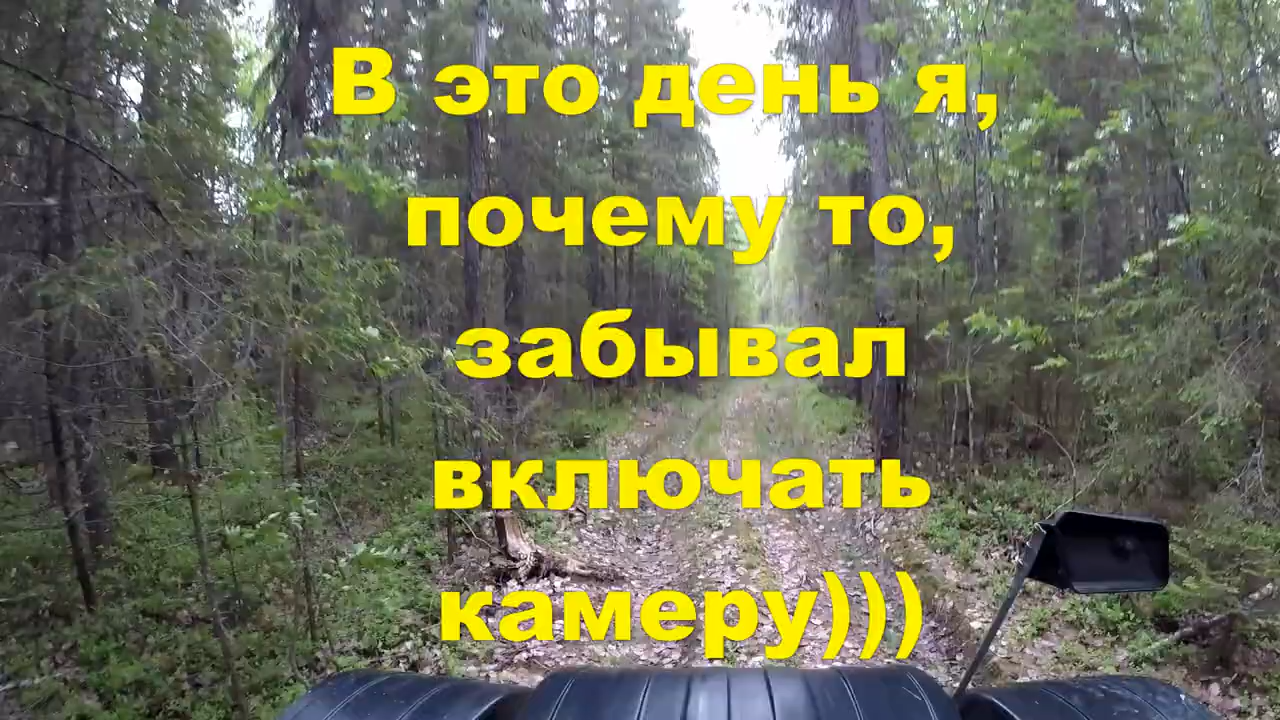 В это день я,
почему то,
забывал
включать
камеру)))